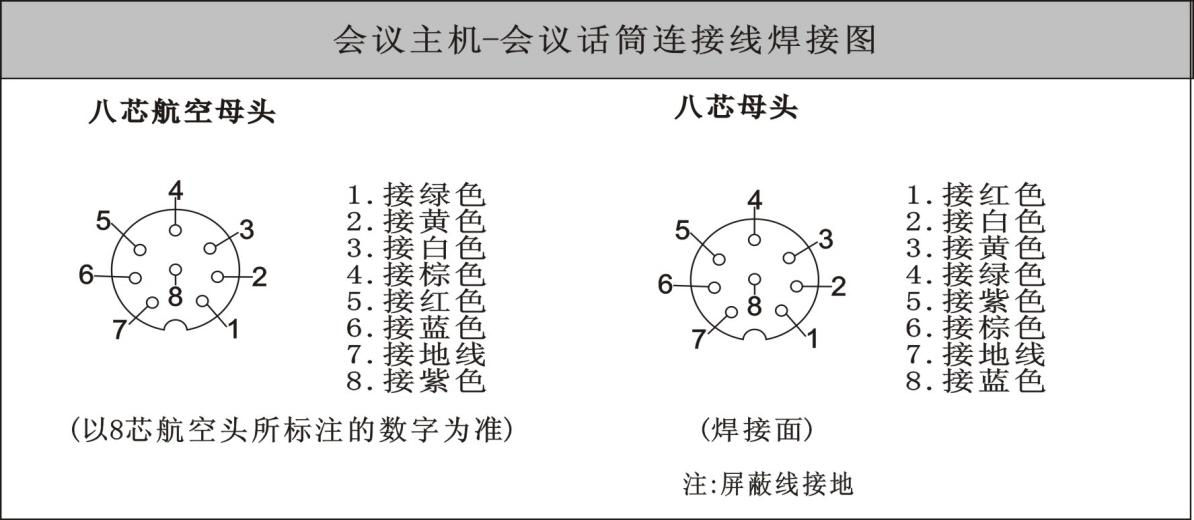 会议主机-会议话筒连接线焊接图
八芯航空母头
4
5
3
6
2
8
7
1
1.接绿色
2.接黄色
3.接白色
4.接棕色
5.接红色
6.接蓝色
7.接地线
8.接紫色
(以8芯航空头所标注的数字为准)
八芯母头
4
5
3
6
2
8
7
1
1.接红色
2.接白色
3.接黄色
4.接绿色
5.接紫色
6.接棕色
7.接地线
8.接蓝色
(焊接面)
注:屏蔽线接地